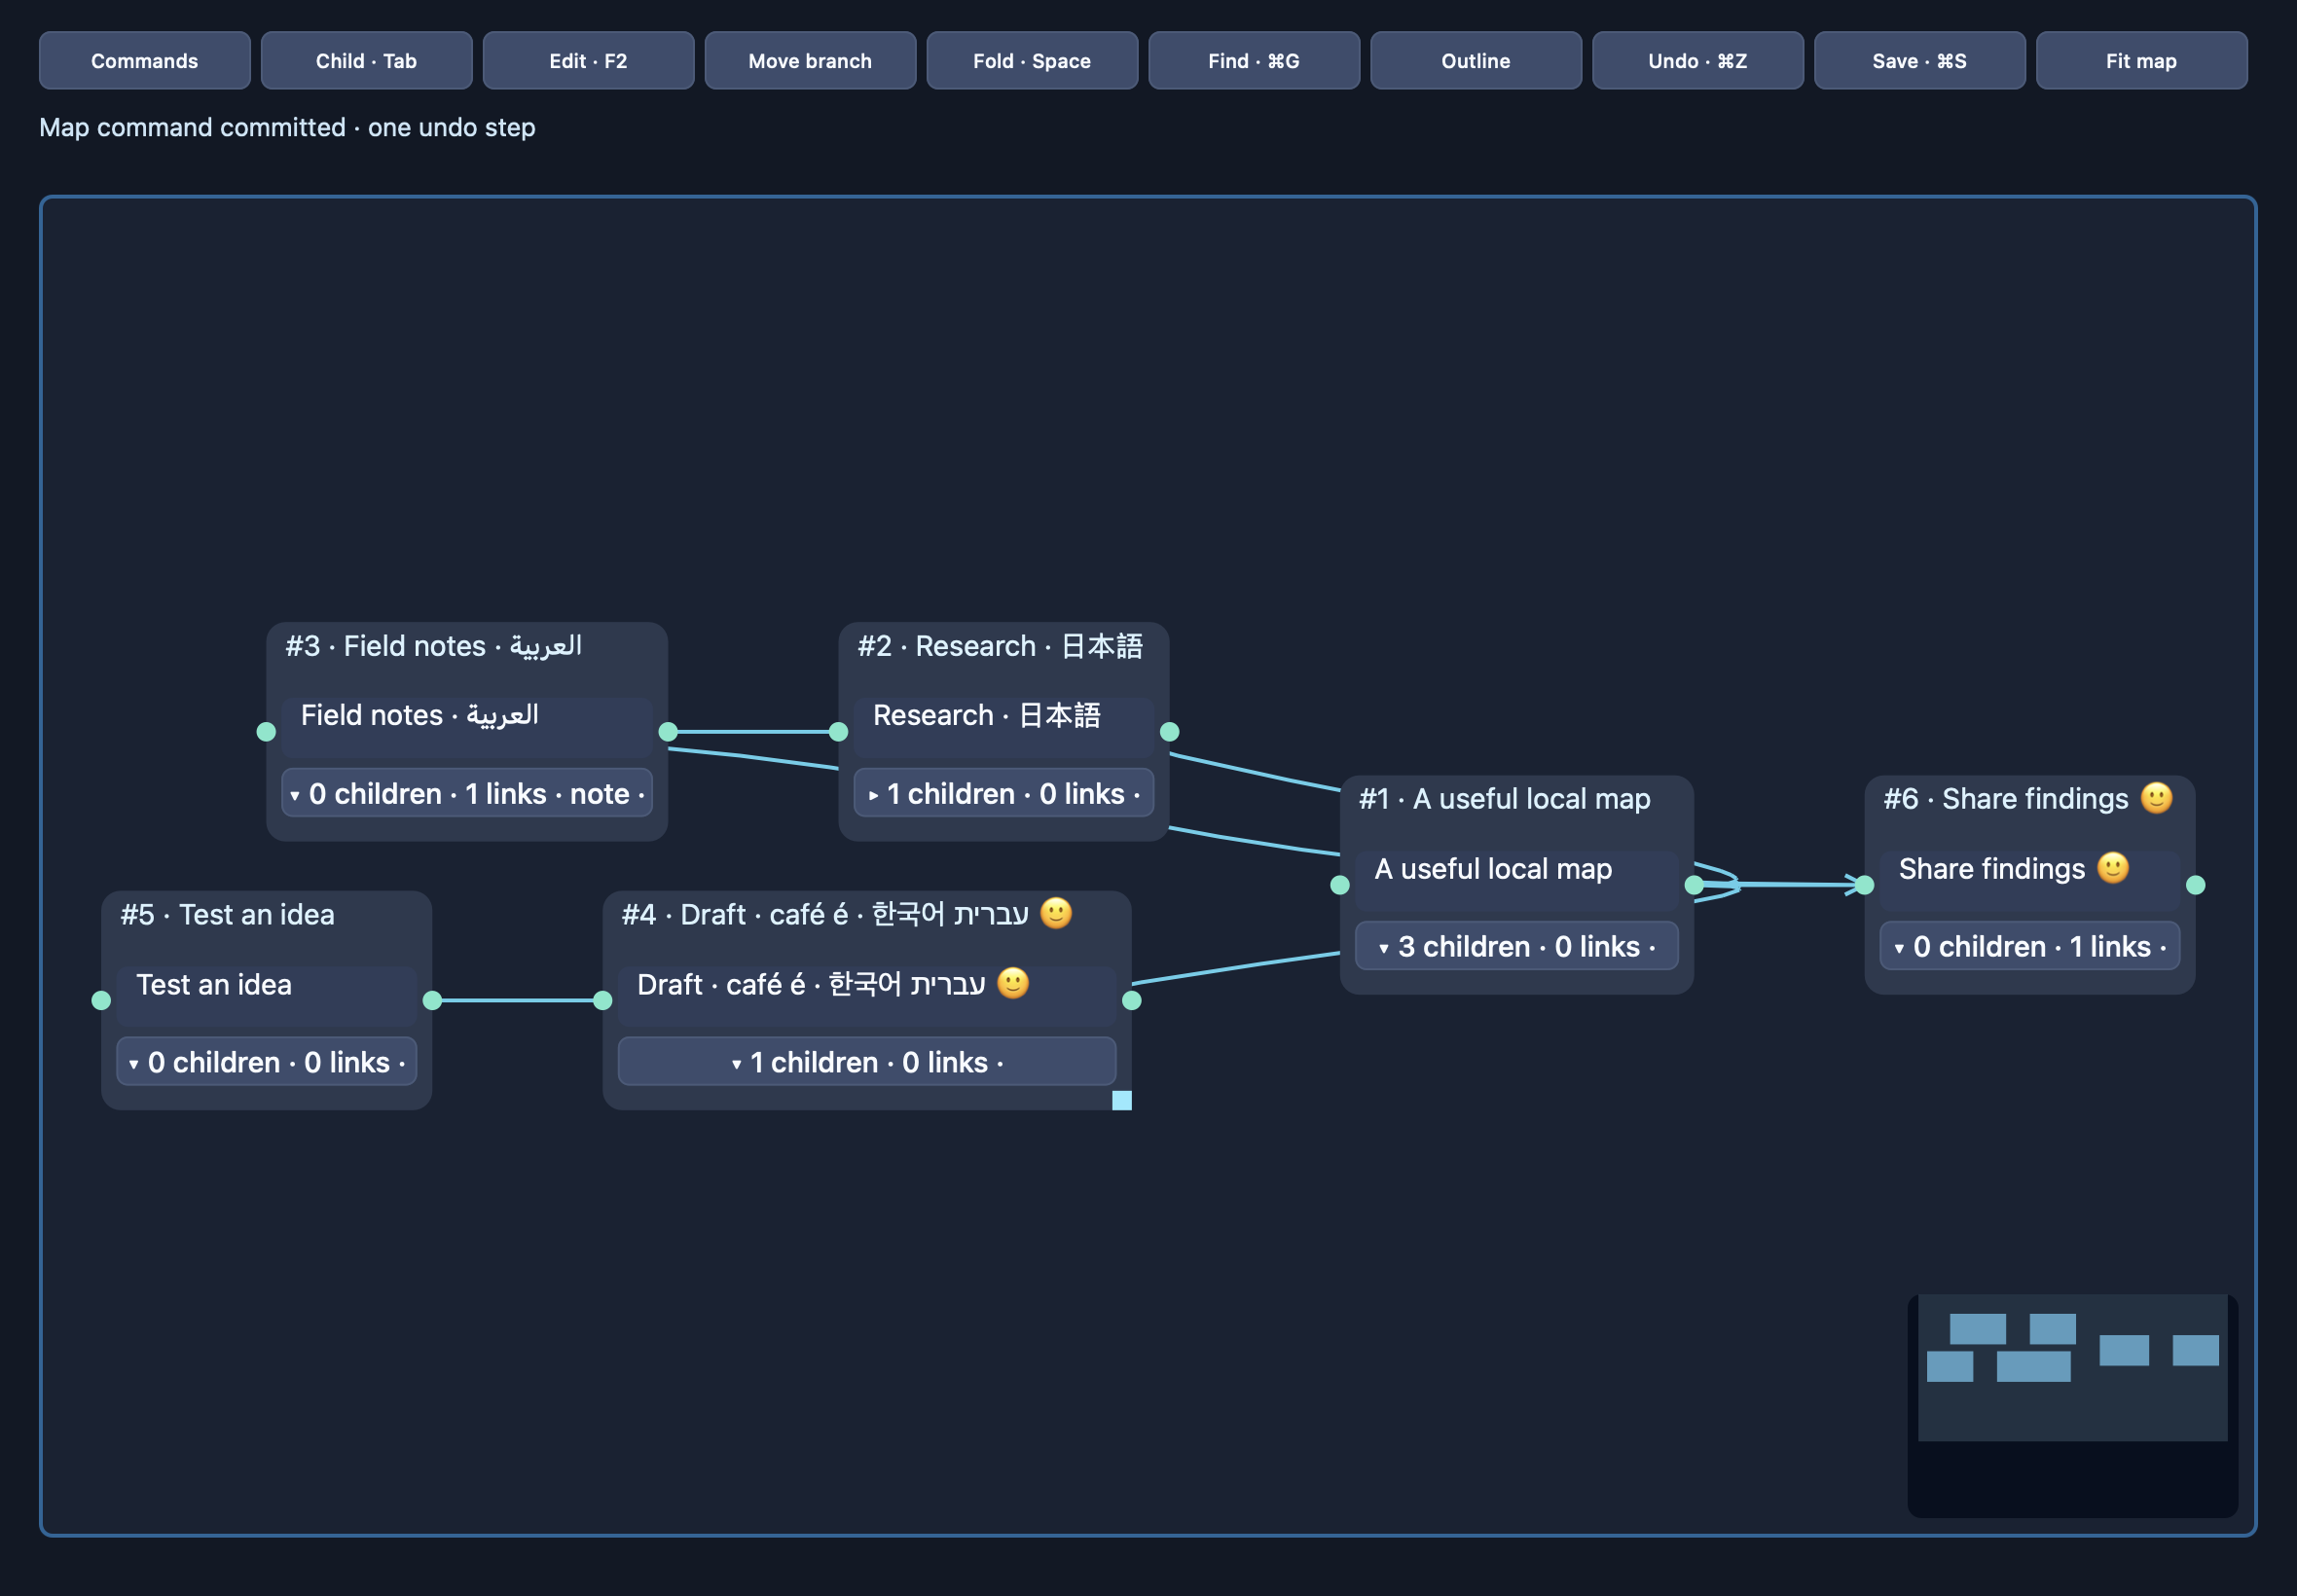 Commands
Child · Tab
Edit · F2
Move branch
Fold · Space
Find · ⌘G
Outline
Undo · ⌘Z
Save · ⌘S
Fit map
Map command committed · one undo step
#3 · Field notes · العربية
Field notes · العربية
▾ 0 children · 1 links · note ·
#2 · Research · 日本語
Research · 日本語
▸ 1 children · 0 links ·
#1 · A useful local map
A useful local map
▾ 3 children · 0 links ·
#6 · Share findings 🙂
Share findings 🙂
▾ 0 children · 1 links ·
#5 · Test an idea
Test an idea
▾ 0 children · 0 links ·
#4 · Draft · café é · 한국어 עברית 🙂
Draft · café é · 한국어 עברית 🙂
▾ 1 children · 0 links ·